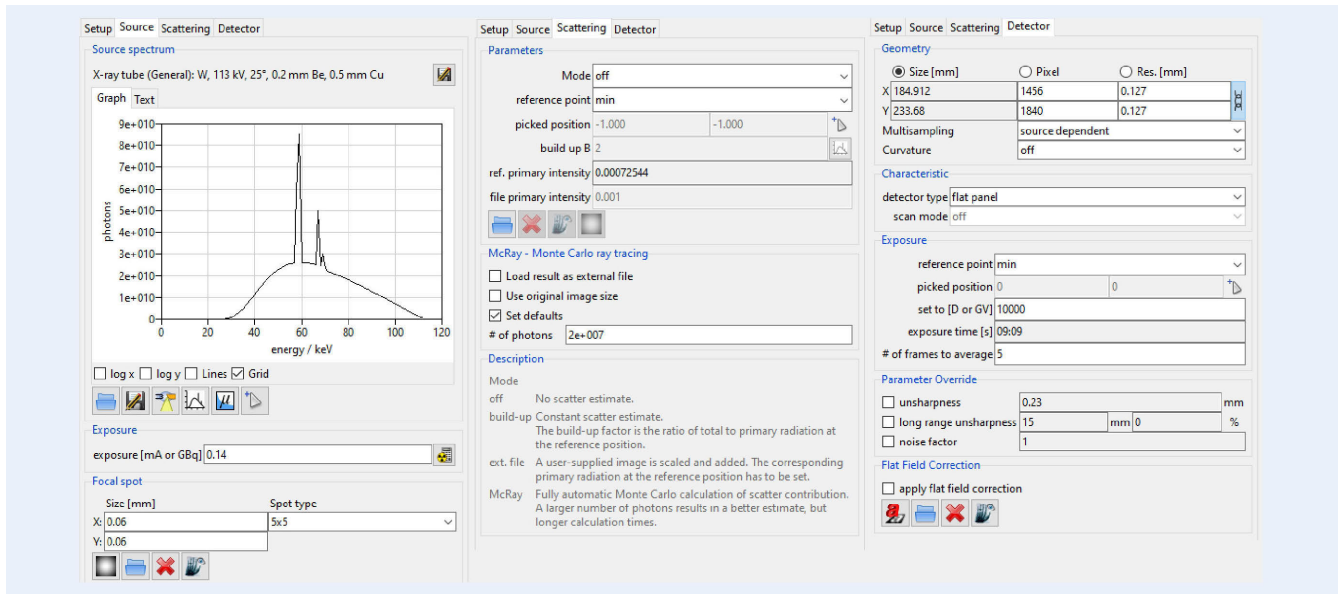 Setup Source Scattering Detector
Source spectrum
X-ray tube (General): W, 113 kV, 25°, 0.2 mm Be, 0.5 mm Cu
Graph Text
9e+010
8e+010
7e+010
6e+010
5e+010
4e+010
3e+010
2e+010
1e+010
0
photons
0 20 40 60 80 100 120
energy / keV
log x log y Lines Grid
Exposure
exposure [mA or GBq] 0.14
Focal spot
Size [mm] Spot type
X: 0.06 5x5
Y: 0.06
Setup Source Scattering Detector
Parameters
Mode off
reference point min
picked position -1.000 -1.000
build up B 2
ref. primary intensity 0.00072544
file primary intensity 0.001
McRay - Monte Carlo ray tracing
Load result as external file
Use original image size
Set defaults
# of photons 2e+007
Description
Mode
off No scatter estimate.
build-up Constant scatter estimate.
The build-up factor is the ratio of total to primary radiation at
the reference position.
ext. file A user-supplied image is scaled and added. The corresponding
primary radiation at the reference position has to be set.
McRay Fully automatic Monte Carlo calculation of scatter contribution.
A larger number of photons results in a better estimate, but
longer calculation times.
Setup Source Scattering Detector
Geometry
Size [mm] Pixel Res. [mm]
X 184.912 1456 0.127
Y 233.68 1840 0.127
Multisampling source dependent
Curvature off
Characteristic
detector type flat panel
scan mode off
Exposure
reference point min
picked position 0 0
set to [D or GV] 10000
exposure time [s] 09:09
# of frames to average 5
Parameter Override
unsharpness 0.23 mm
long range unsharpness 15 mm 0 %
noise factor 1
Flat Field Correction
apply flat field correction